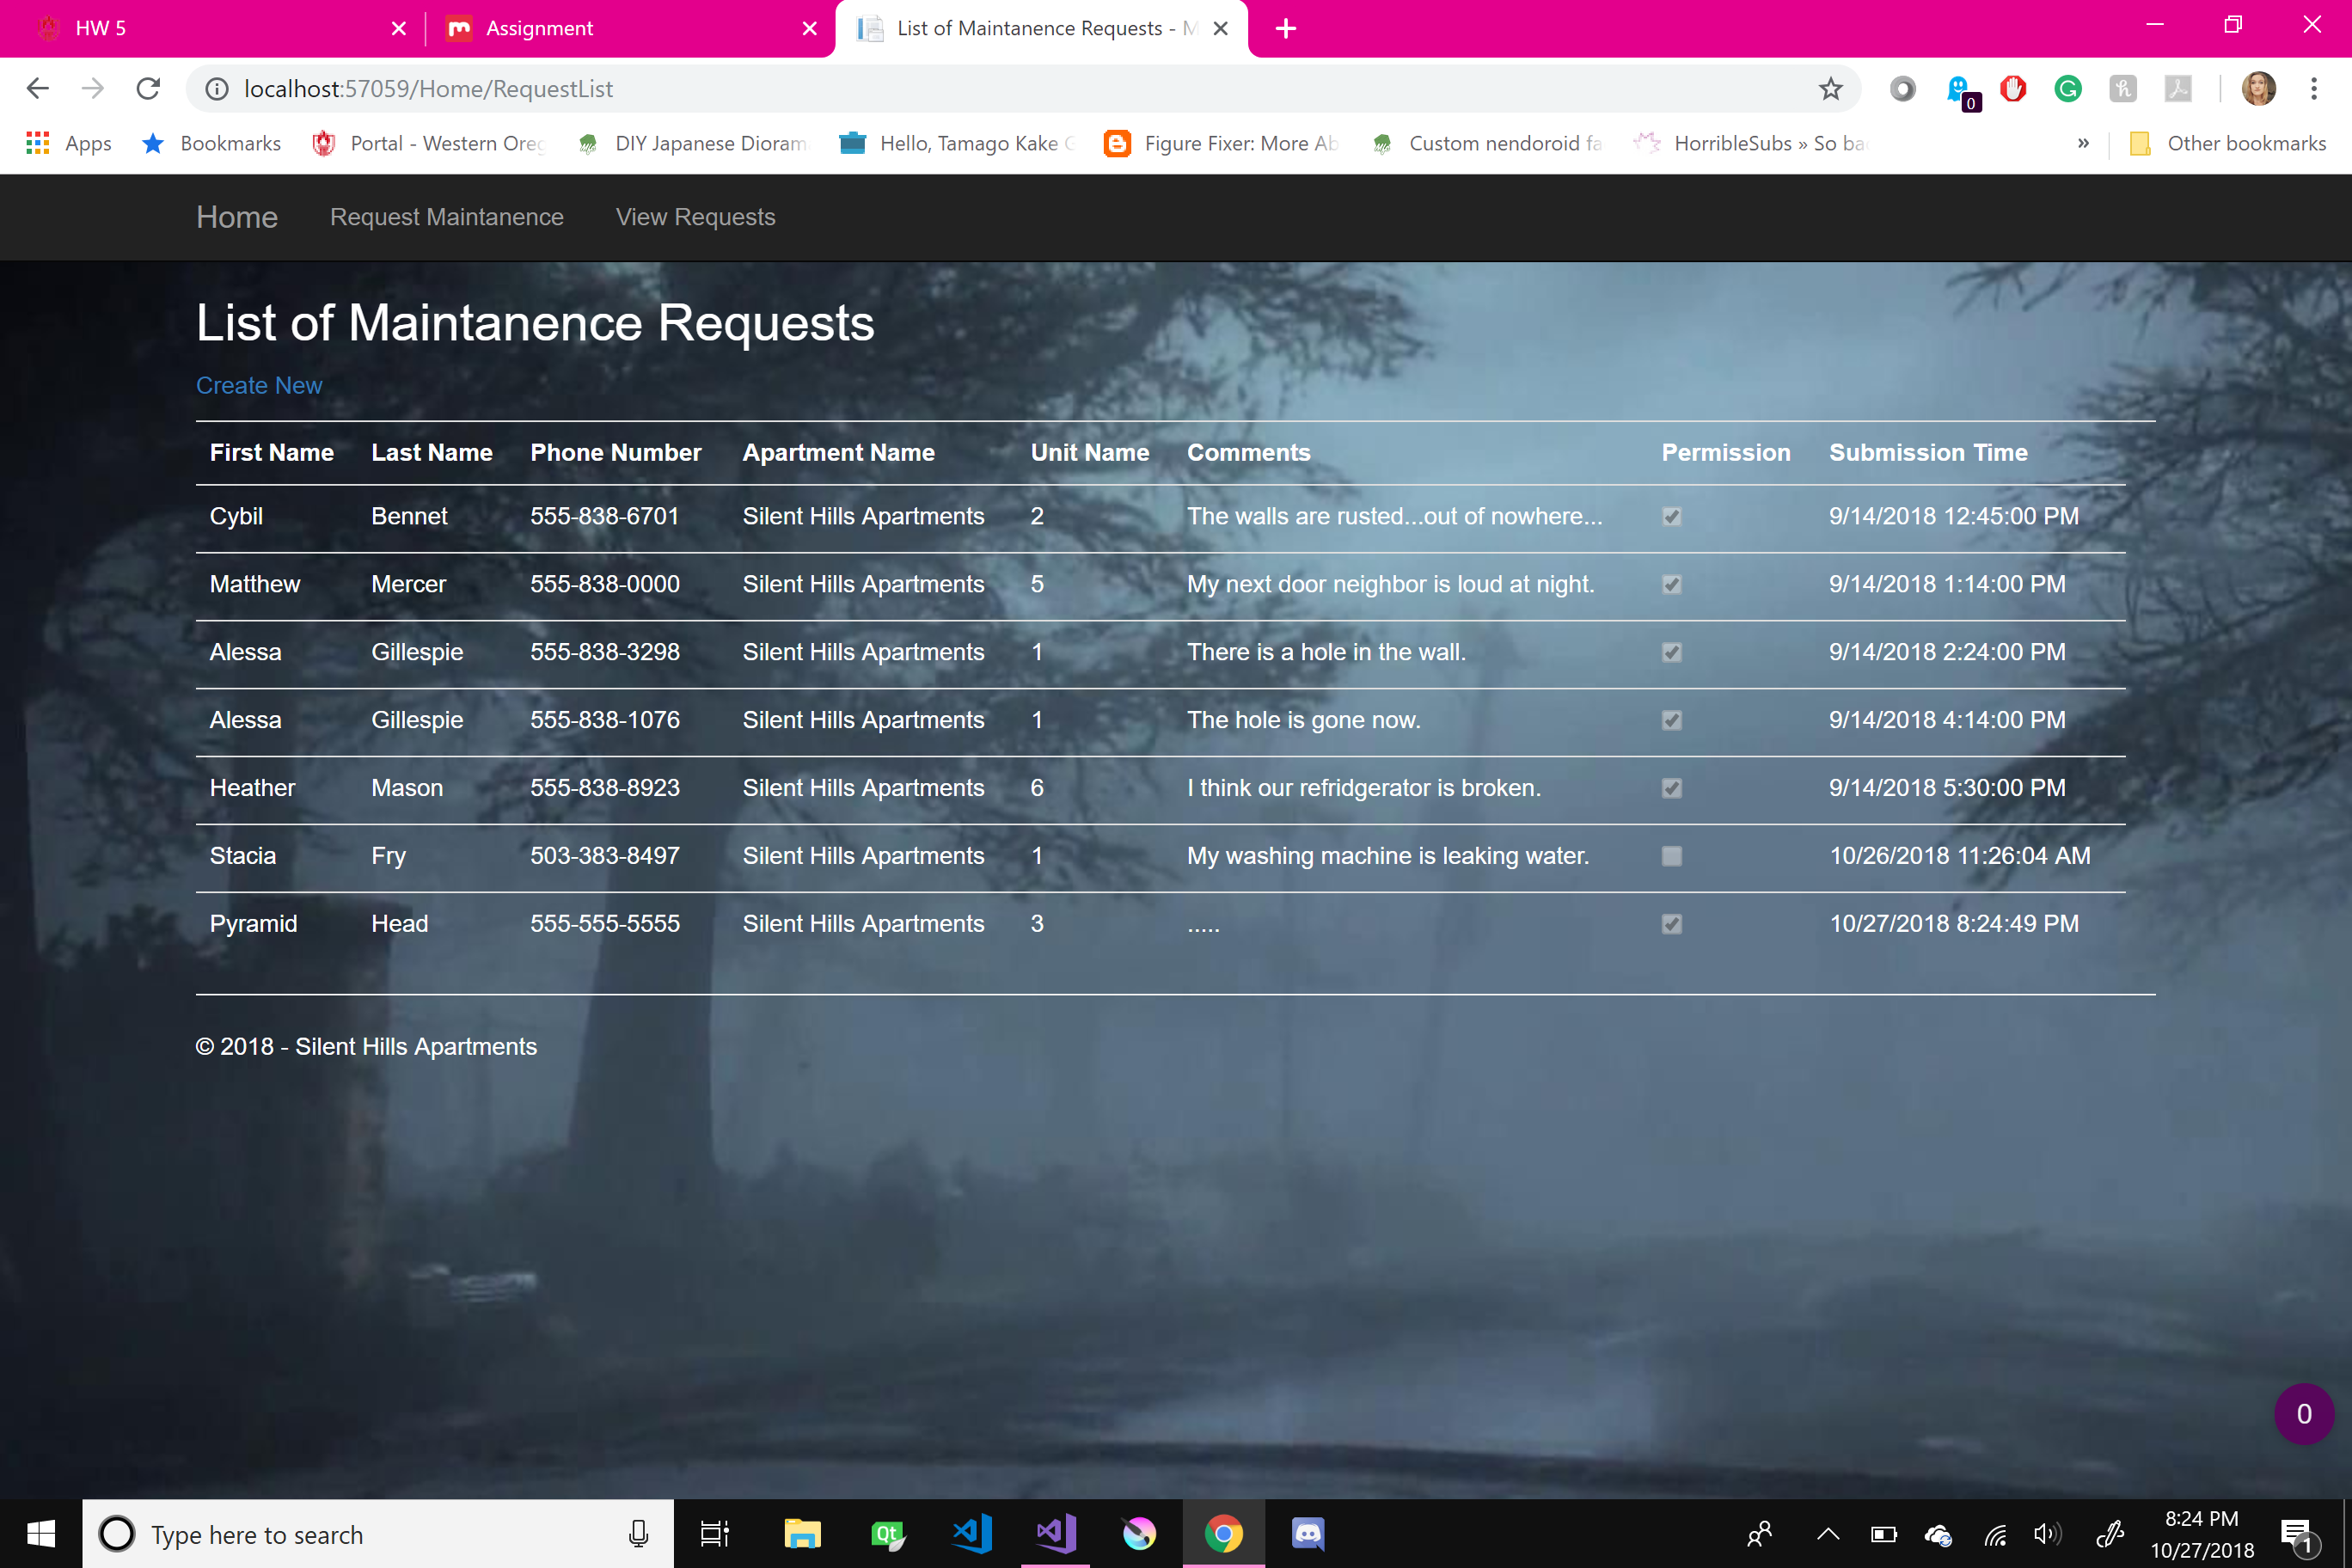 HW 5
Assignment
List of Maintanence Requests - M
localhost:57059/Home/RequestList
0
Apps
Bookmarks
Portal - Western Oreg
DIY Japanese Dioram
Hello, Tamago Kake G
Figure Fixer: More Ab
Custom nendoroid fa
HorribleSubs » So ba
»
Other bookmarks
Home Request Maintanence View Requests
List of Maintanence Requests
Create New
First Name Last Name Phone Number Apartment Name Unit Name Comments Permission Submission Time
Cybil Bennet 555-838-6701 Silent Hills Apartments 2 The walls are rusted...out of nowhere... 9/14/2018 12:45:00 PM
Matthew Mercer 555-838-0000 Silent Hills Apartments 5 My next door neighbor is loud at night. 9/14/2018 1:14:00 PM
Alessa Gillespie 555-838-3298 Silent Hills Apartments 1 There is a hole in the wall. 9/14/2018 2:24:00 PM
Alessa Gillespie 555-838-1076 Silent Hills Apartments 1 The hole is gone now. 9/14/2018 4:14:00 PM
Heather Mason 555-838-8923 Silent Hills Apartments 6 I think our refridgerator is broken. 9/14/2018 5:30:00 PM
Stacia Fry 503-383-8497 Silent Hills Apartments 1 My washing machine is leaking water. 10/26/2018 11:26:04 AM
Pyramid Head 555-555-5555 Silent Hills Apartments 3 ..... 10/27/2018 8:24:49 PM
© 2018 - Silent Hills Apartments
0
Type here to search
Qt
8:24 PM
10/27/2018
1